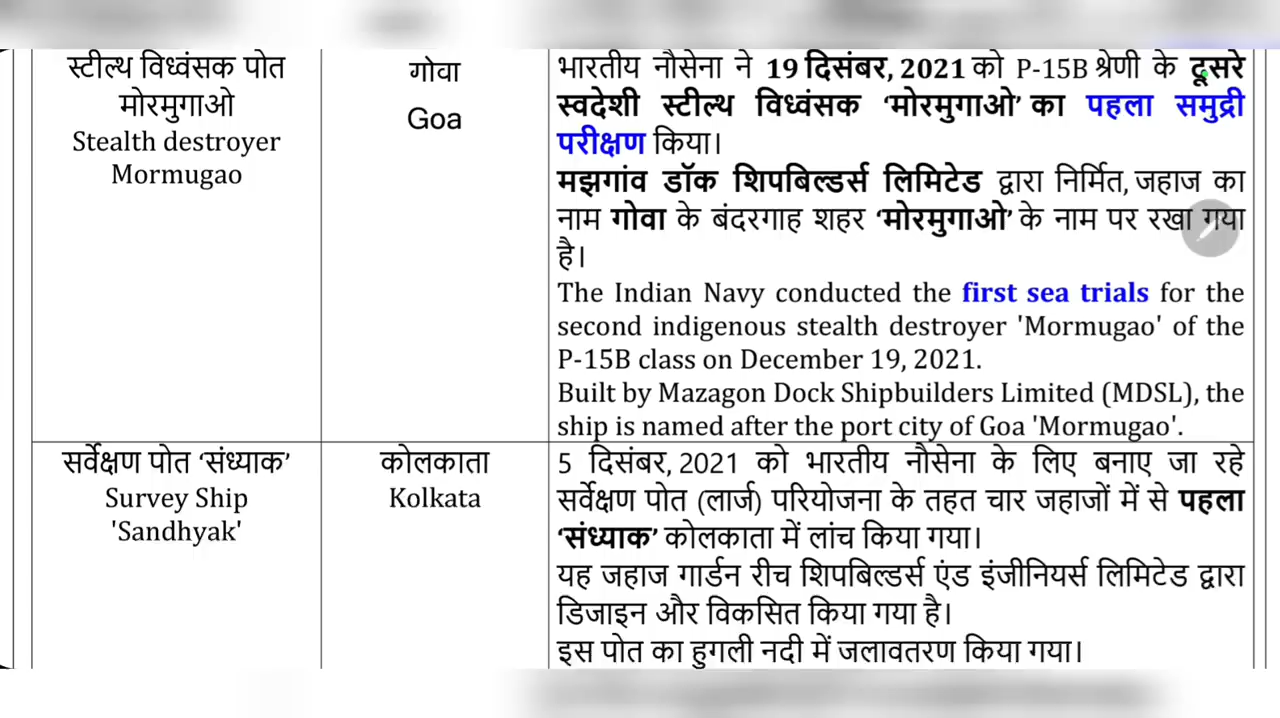 स्टील्थ विध्वंसक पोत
मोरमुगाओ
Stealth destroyer
Mormugao
गोवा
Goa
भारतीय नौसेना ने 19 दिसंबर, 2021 को P-15B श्रेणी के दूसरे
स्वदेशी स्टील्थ विध्वंसक ‘मोरमुगाओ’ का पहला समुद्री
परीक्षण किया।
मझगांव डॉक शिपबिल्डर्स लिमिटेड द्वारा निर्मित, जहाज का
नाम गोवा के बंदरगाह शहर ‘मोरमुगाओ’ के नाम पर रखा गया
है।
The Indian Navy conducted the first sea trials for the
second indigenous stealth destroyer 'Mormugao' of the
P-15B class on December 19, 2021.
Built by Mazagon Dock Shipbuilders Limited (MDSL), the
ship is named after the port city of Goa 'Mormugao'.
सर्वेक्षण पोत ‘संध्याक’
Survey Ship
'Sandhyak'
कोलकाता
Kolkata
5 दिसंबर, 2021 को भारतीय नौसेना के लिए बनाए जा रहे
सर्वेक्षण पोत (लार्ज) परियोजना के तहत चार जहाजों में से पहला
‘संध्याक’ कोलकाता में लांच किया गया।
यह जहाज गार्डन रीच शिपबिल्डर्स एंड इंजीनियर्स लिमिटेड द्वारा
डिजाइन और विकसित किया गया है।
इस पोत का हुगली नदी में जलावतरण किया गया।